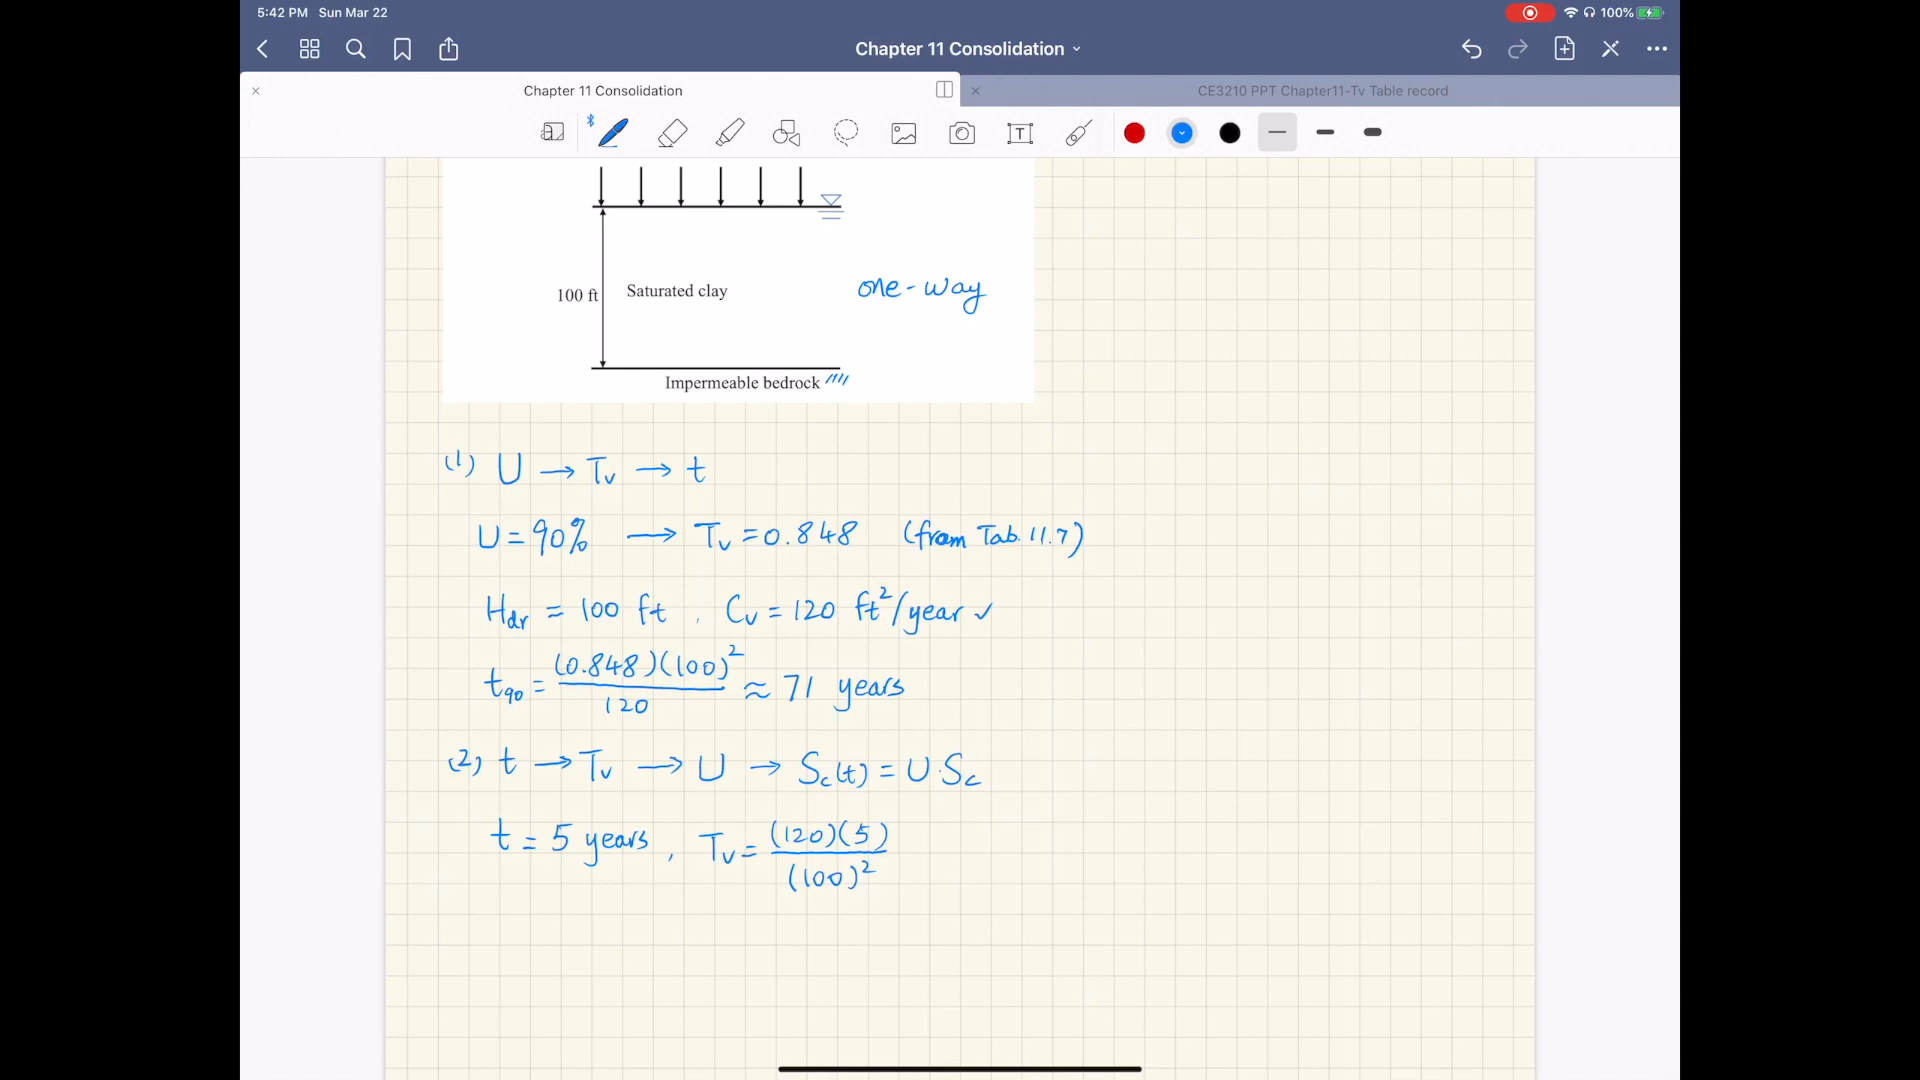 5:42 PM Sun Mar 22
100%
Chapter 11 Consolidation
Chapter 11 Consolidation
CE3210 PPT Chapter11-Tv Table record
100 ft
Saturated clay
one-way
Impermeable bedrock
(1) U → Tv → t
U = 90% → Tv = 0.848 (from Tab. 11.7)
Hdr = 100 ft, Cv = 120 ft²/year ✓
t90 = (0.848)(100)² / 120 ≈ 71 years
(2) t → Tv → U → Sc(t) = U·Sc
t = 5 years, Tv = (120)(5) / (100)²